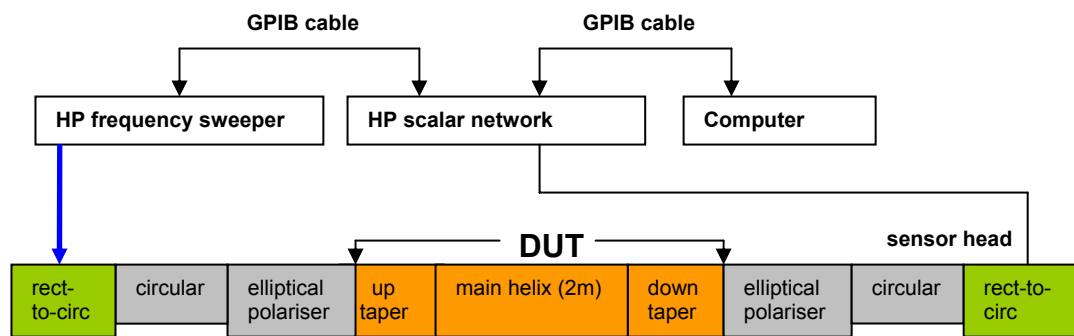 GPIB cable
GPIB cable
HP frequency sweeper
HP scalar network
Computer
DUT
sensor head
rect-
to-circ
circular
elliptical
polariser
up
taper
main helix (2m)
down
taper
elliptical
polariser
circular
rect-to-
circ